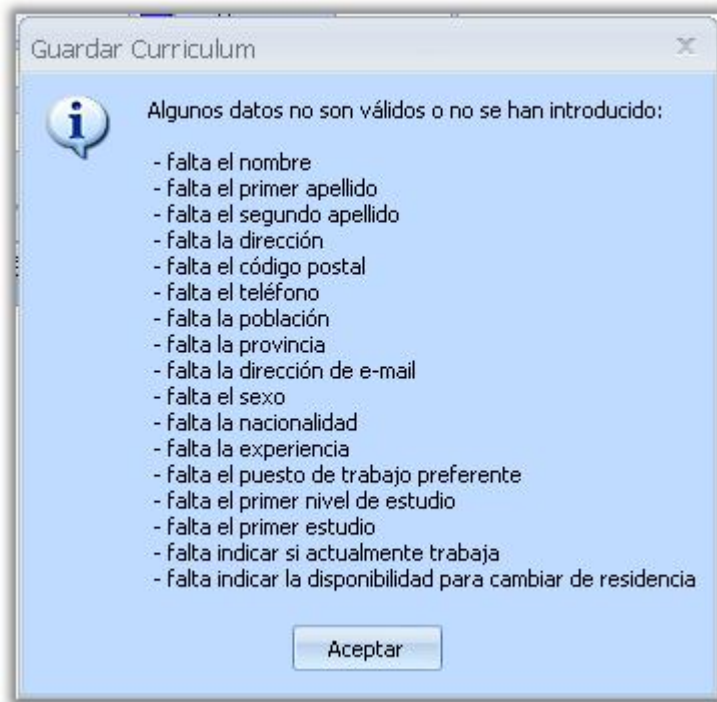 Guardar Curriculum
Algunos datos no son válidos o no se han introducido:
- falta el nombre
- falta el primer apellido
- falta el segundo apellido
- falta la dirección
- falta el código postal
- falta el teléfono
- falta la población
- falta la provincia
- falta la dirección de e-mail
- falta el sexo
- falta la nacionalidad
- falta la experiencia
- falta el puesto de trabajo preferente
- falta el primer nivel de estudio
- falta el primer estudio
- falta indicar si actualmente trabaja
- falta indicar la disponibilidad para cambiar de residencia
Aceptar